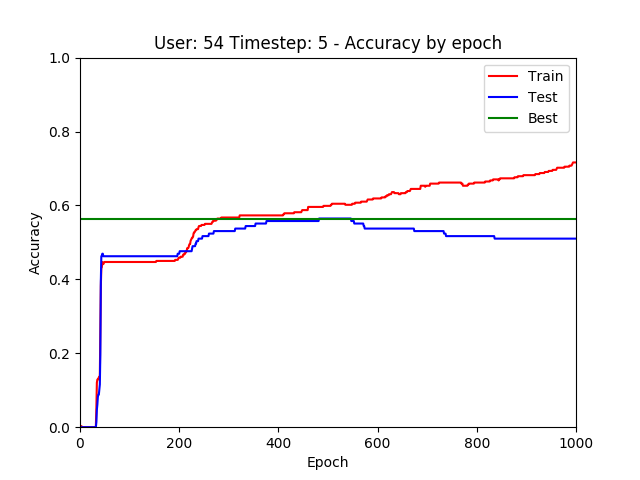 User: 54 Timestep: 5 - Accuracy by epoch
1.0
0.8
0.6
0.4
0.2
0.0
Accuracy
Train
Test
Best
0 200 400 600 800 1000
Epoch